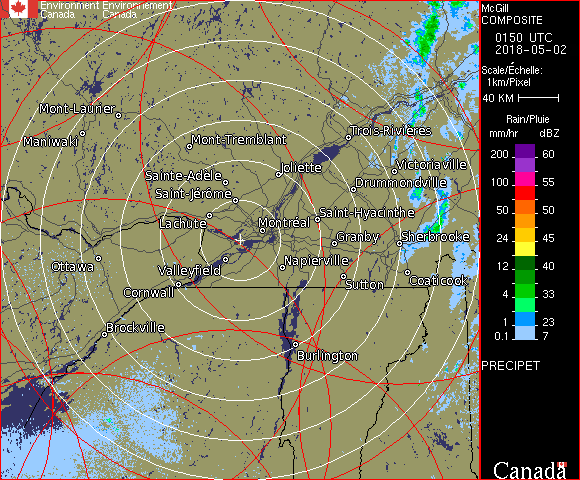 Environment Environnement
Canada Canada
McGill
COMPOSITE
0150 UTC
2018-05-02
Scale/Échelle:
1km/Pixel
40 KM
Rain/Pluie
mm/hr dBZ
200 60
100 55
50 50
24 45
12 40
4 33
1 23
0.1 7
PRECIPET
Canada
Mont-Laurier
Maniwaki
Mont-Tremblant
Trois-Rivières
Joliette
Victoriaville
Sainte-Adèle
Drummondville
Saint-Jérôme
Saint-Hyacinthe
Lachute
Montréal
Granby
Sherbrooke
Ottawa
Valleyfield
Napierville
Cornwall
Sutton
Coaticook
Brockville
Burlington